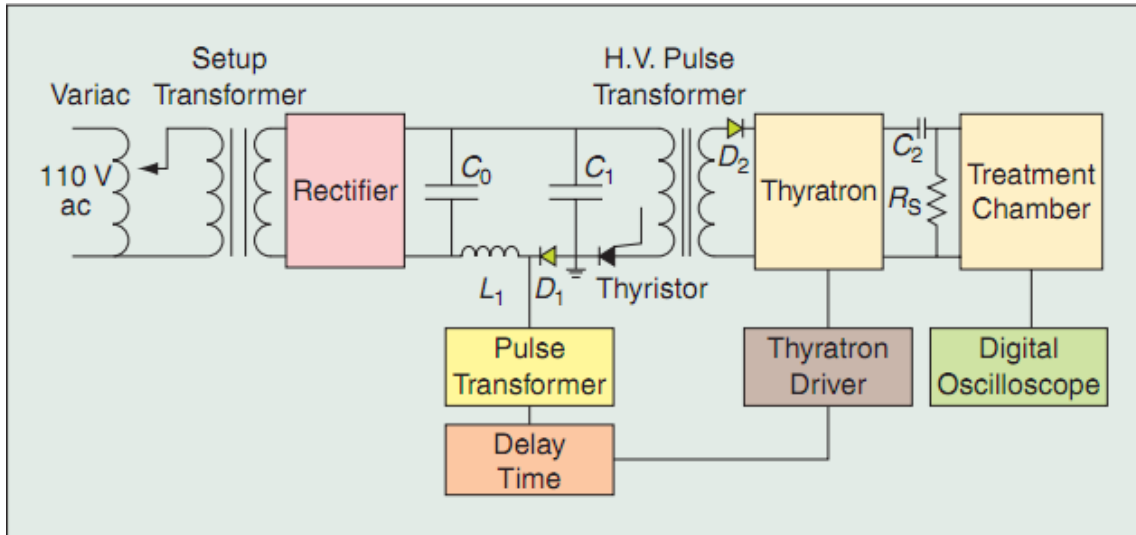 Setup
Transformer
H.V. Pulse
Transformer
Variac
110 V
ac
Rectifier
C0
C1
D2
Thyratron
C2
RS
Treatment
Chamber
L1
D1
Thyristor
Pulse
Transformer
Thyratron
Driver
Digital
Oscilloscope
Delay
Time